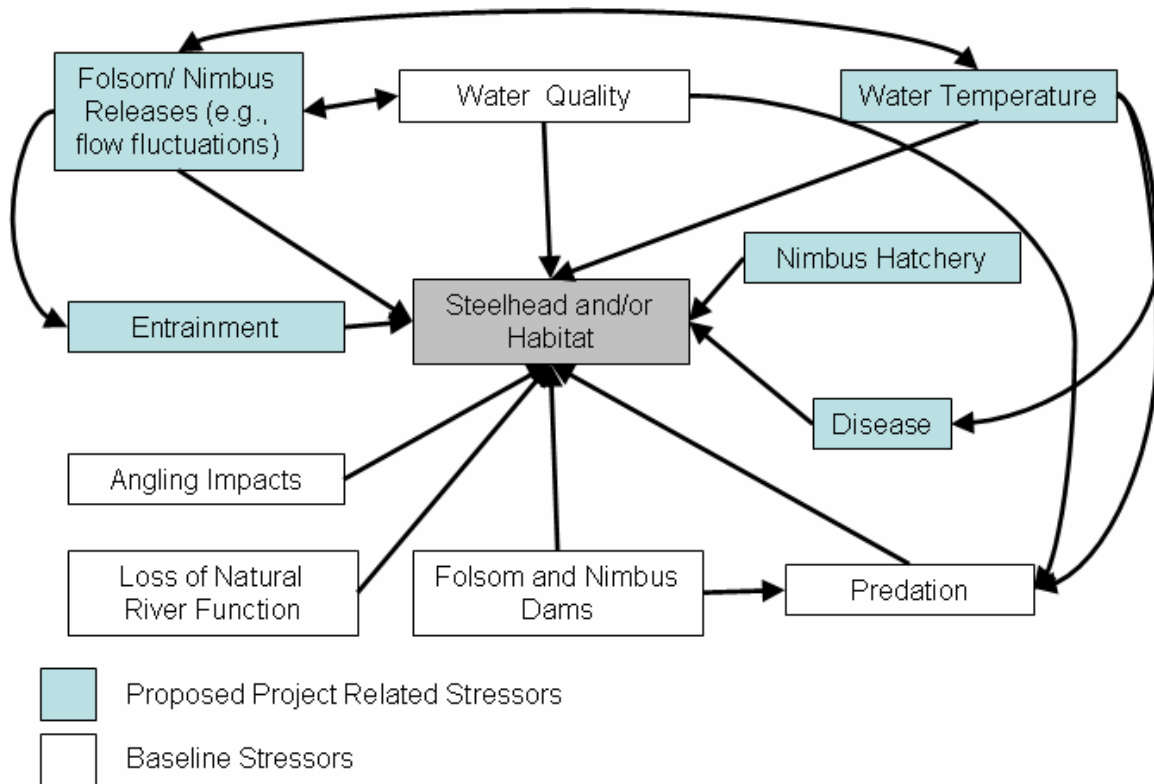 Folsom/ Nimbus
Releases (e.g.,
flow fluctuations)
Water Quality
Water Temperature
Nimbus Hatchery
Steelhead and/or
Habitat
Entrainment
Disease
Angling Impacts
Loss of Natural
River Function
Folsom and Nimbus
Dams
Predation
Proposed Project Related Stressors
Baseline Stressors